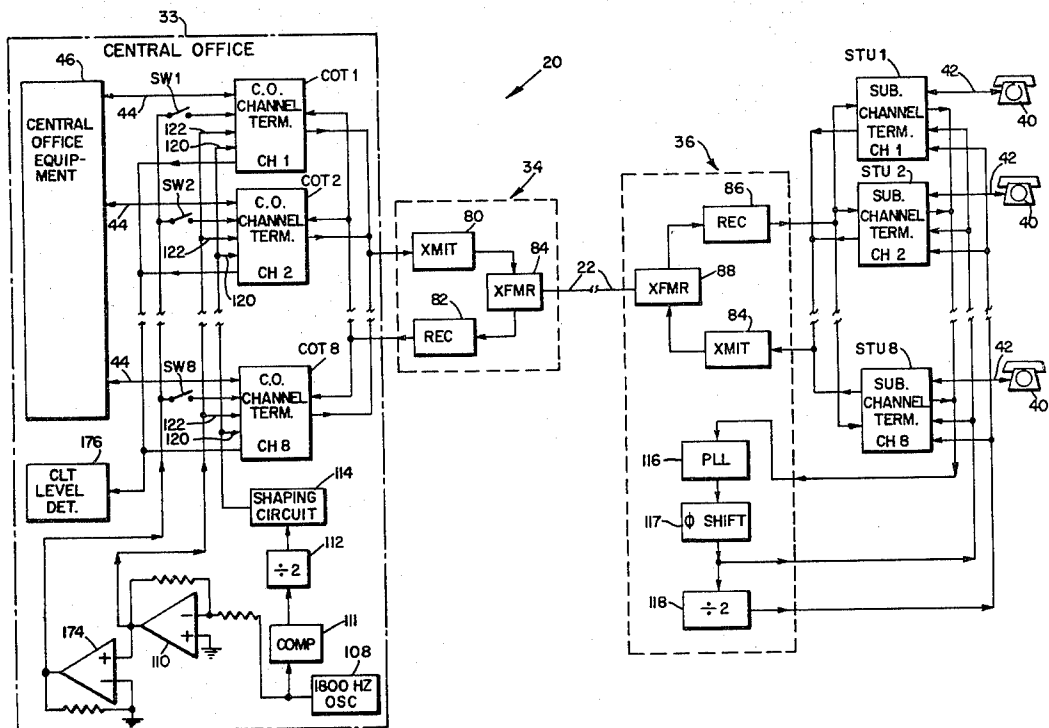 33
CENTRAL OFFICE
46
CENTRAL
OFFICE
EQUIP-
MENT
SW1
44
122
120
COT 1
C.O.
CHANNEL
TERM.
CH 1
SW2
44
122
120
COT2
C.O.
CHANNEL
TERM.
CH 2
SW8
44
122
120
COT 8
C.O.
CHANNEL
TERM.
CH 8
176
CLT
LEVEL
DET.
SHAPING
CIRCUIT
114
÷2
112
COMP
111
108
1800 HZ
OSC
174
+
−
110
−
+
20
34
80
XMIT
84
XFMR
82
REC
22
36
86
REC
XFMR
88
84
XMIT
116
PLL
117
ϕ SHIFT
118
÷2
STU 1
SUB.
CHANNEL
TERM.
CH 1
42
40
STU 2
SUB.
CHANNEL
TERM.
CH 2
42
40
STU 8
SUB.
CHANNEL
TERM.
CH 8
42
40